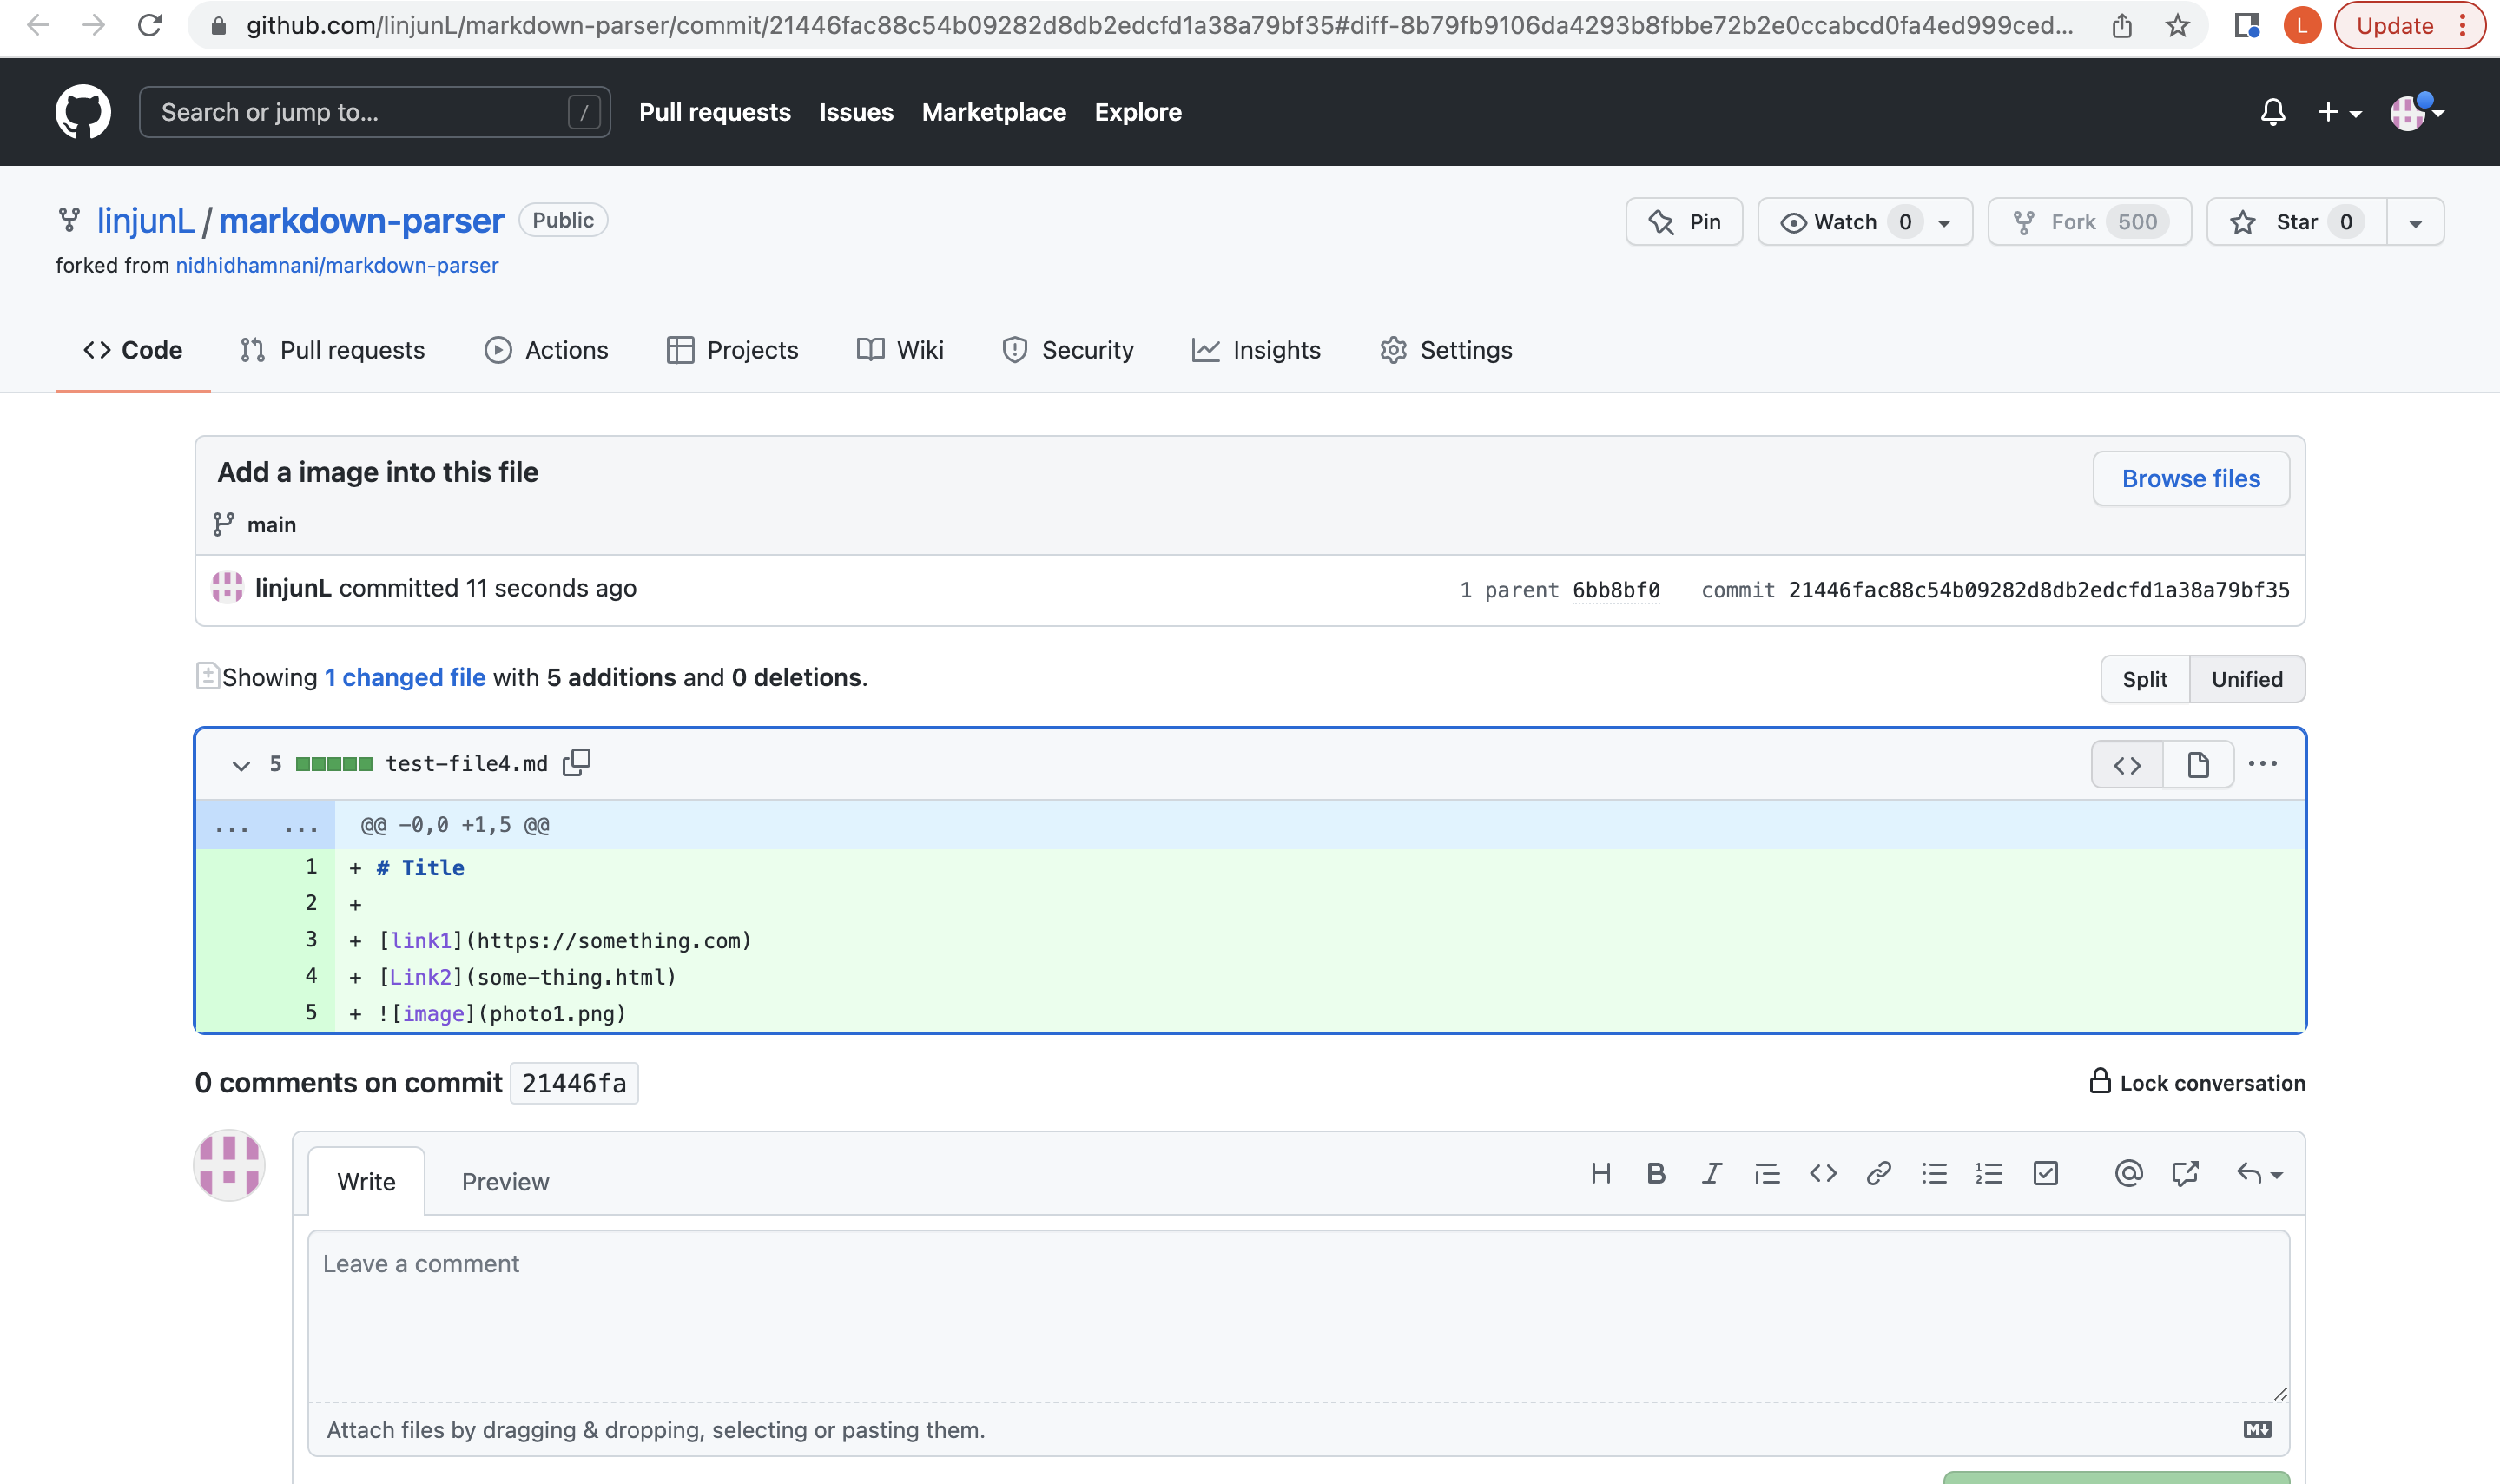 github.com/linjunL/markdown-parser/commit/21446fac88c54b09282d8db2edcfd1a38a79bf35#diff-8b79fb9106da4293b8fbbe72b2e0ccabcd0fa4ed999ced...
L
Update
Search or jump to...
/
Pull requests
Issues
Marketplace
Explore
linjunL / markdown-parser
Public
Pin
Watch 0
Fork 500
Star 0
forked from nidhidhamnani/markdown-parser
Code
Pull requests
Actions
Projects
Wiki
Security
Insights
Settings
Add a image into this file
Browse files
main
linjunL committed 11 seconds ago
1 parent 6bb8bf0 commit 21446fac88c54b09282d8db2edcfd1a38a79bf35
Showing 1 changed file with 5 additions and 0 deletions.
Split
Unified
5 test-file4.md
... ... @@ -0,0 +1,5 @@
1 + # Title
2 +
3 + [link1](https://something.com)
4 + [Link2](some-thing.html)
5 + ![image](photo1.png)
0 comments on commit 21446fa
Lock conversation
Write
Preview
Leave a comment
Attach files by dragging & dropping, selecting or pasting them.